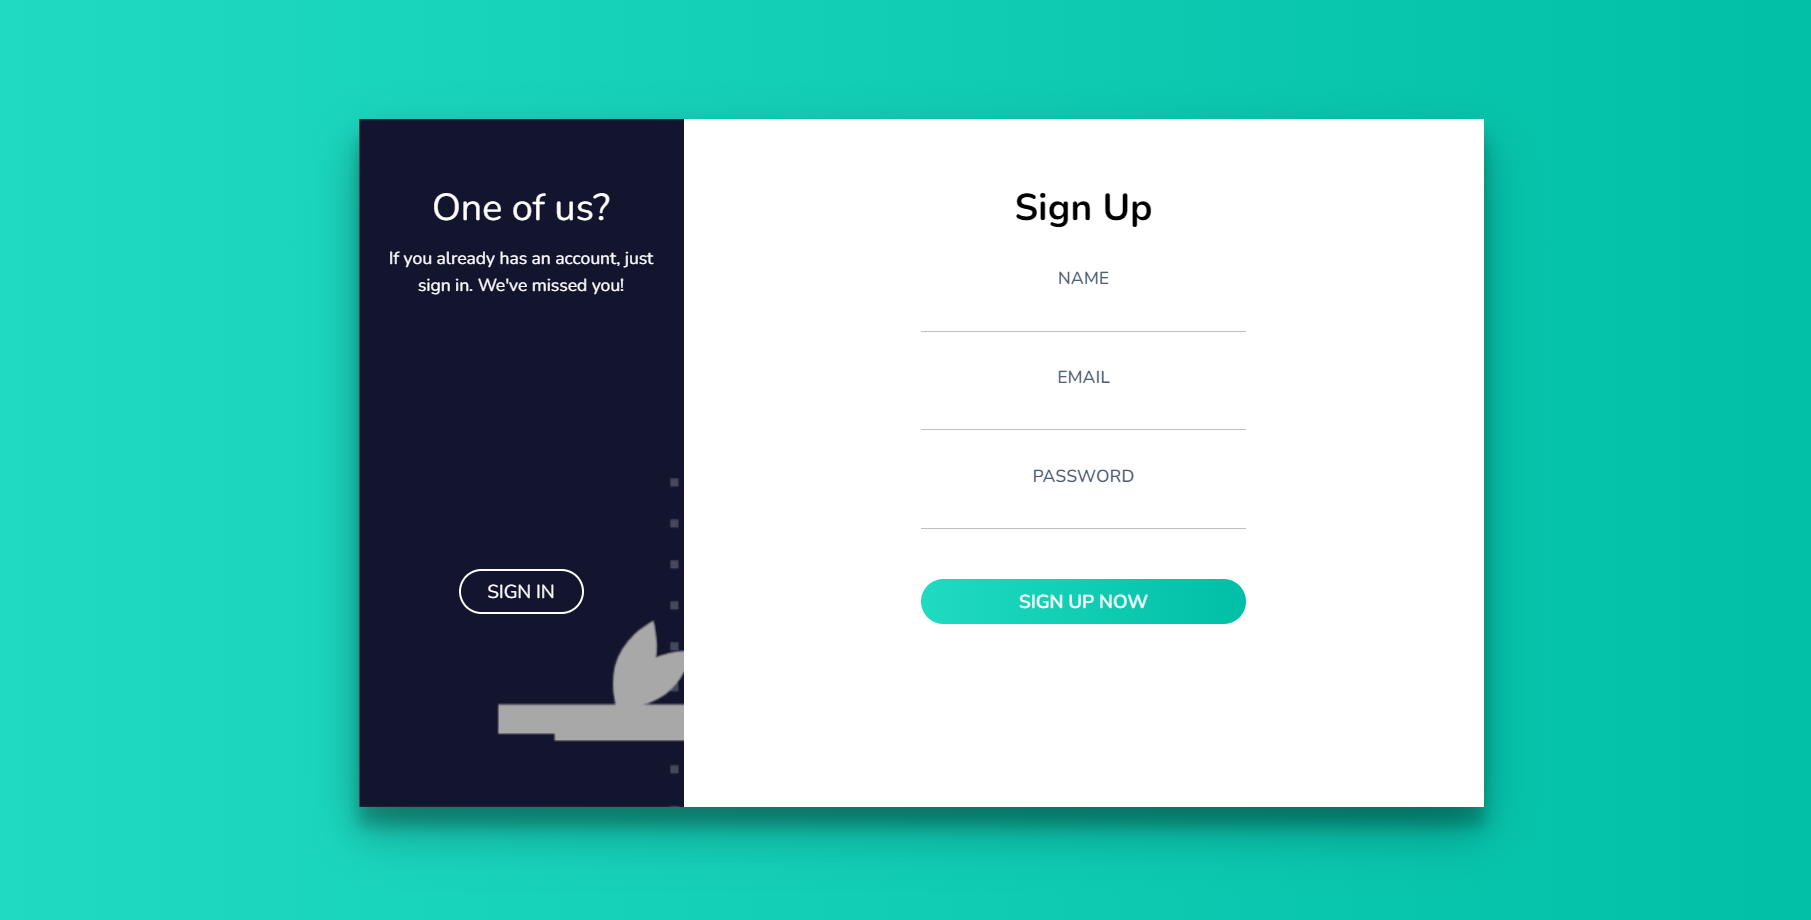 One of us?
If you already has an account, just
sign in. We've missed you!
SIGN IN
Sign Up
NAME
EMAIL
PASSWORD
SIGN UP NOW